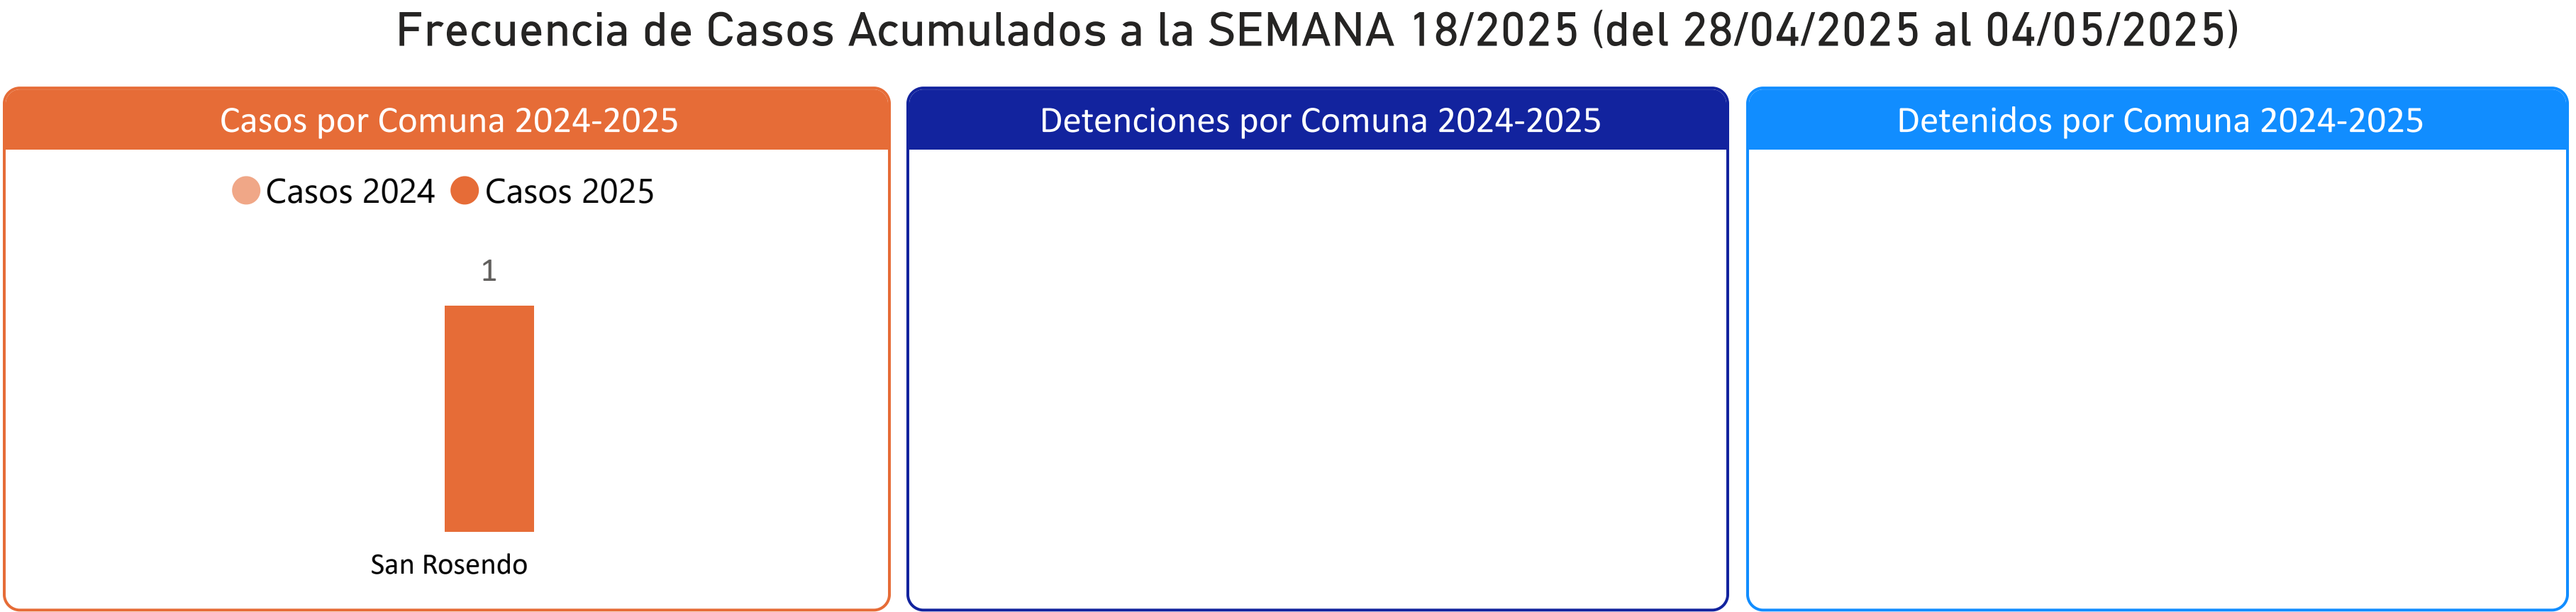 Frecuencia de Casos Acumulados a la SEMANA 18/2025 (del 28/04/2025 al 04/05/2025)
Casos por Comuna 2024-2025
Casos 2024 Casos 2025
1
San Rosendo
Detenciones por Comuna 2024-2025
Detenidos por Comuna 2024-2025